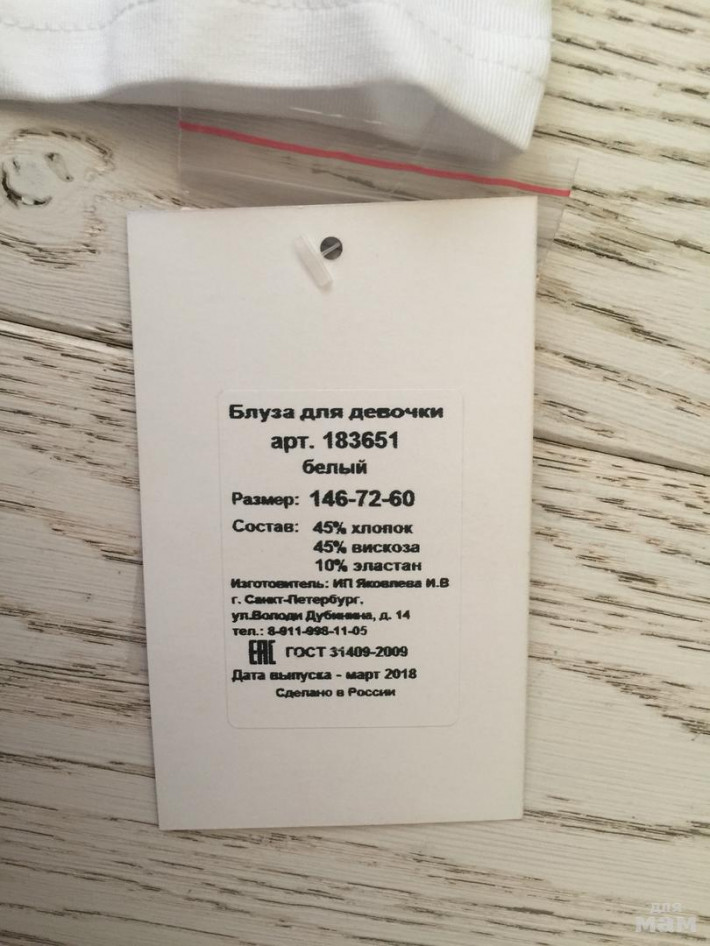 Блуза для девочки
арт. 183651
белый
Размер: 146-72-60
Состав: 45% хлопок
45% вискоза
10% эластан
Изготовитель: ИП Яковлева И.В
г. Санкт-Петербург,
ул.Володи Дубинина, д. 14
тел.: 8-911-998-11-05
ЕАС ГОСТ 31409-2009
Дата выпуска - март 2018
Сделано в России
для
мам